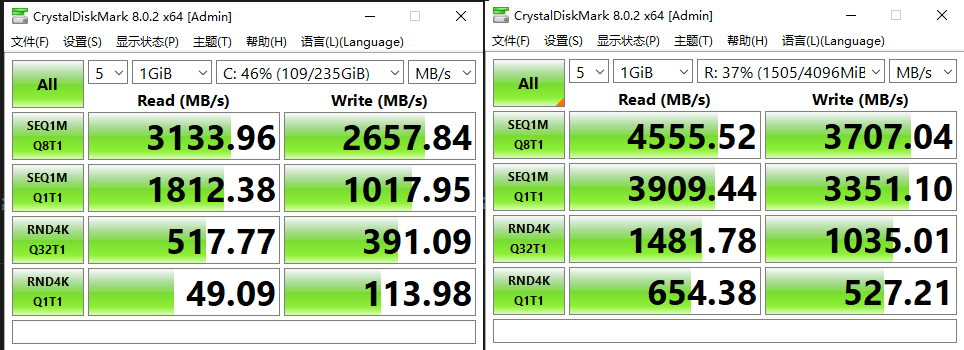 CrystalDiskMark 8.0.2 x64 [Admin]
文件(F) 设置(S) 显示状态(P) 主题(T) 帮助(H) 语言(L)(Language)
All 5 1GiB C: 46% (109/235GiB) MB/s
Read (MB/s) Write (MB/s)
SEQ1M
Q8T1 3133.96 2657.84
SEQ1M
Q1T1 1812.38 1017.95
RND4K
Q32T1 517.77 391.09
RND4K
Q1T1 49.09 113.98
CrystalDiskMark 8.0.2 x64 [Admin]
文件(F) 设置(S) 显示状态(P) 主题(T) 帮助(H) 语言(L)(Language)
All 5 1GiB R: 37% (1505/4096MiB MB/s
Read (MB/s) Write (MB/s)
SEQ1M
Q8T1 4555.52 3707.04
SEQ1M
Q1T1 3909.44 3351.10
RND4K
Q32T1 1481.78 1035.01
RND4K
Q1T1 654.38 527.21